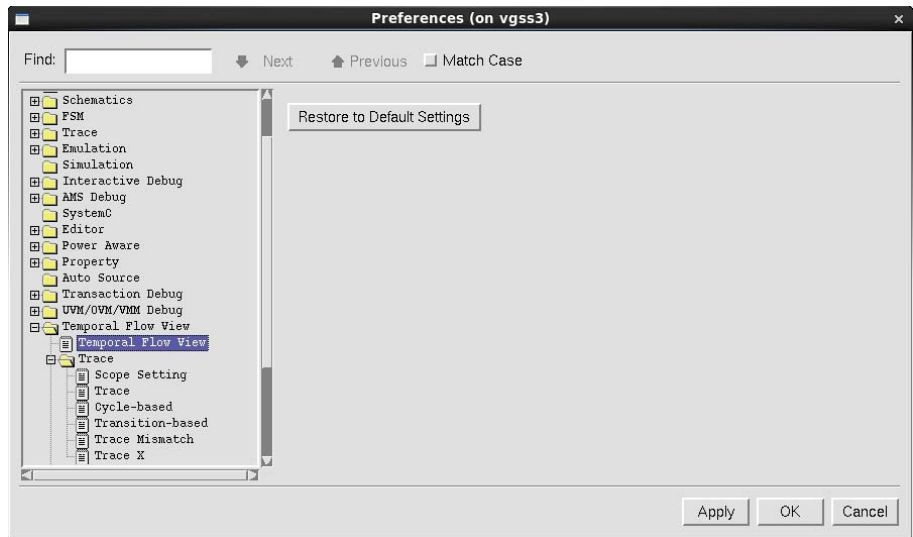 Preferences (on vgss3)
Find:
Next
Previous
Match Case
Schematics
FSM
Trace
Emulation
Simulation
Interactive Debug
AMS Debug
SystemC
Editor
Power Aware
Property
Auto Source
Transaction Debug
UVM/OVM/VMM Debug
Temporal Flow View
Temporal Flow View
Trace
Scope Setting
Trace
Cycle-based
Transition-based
Trace Mismatch
Trace X
Restore to Default Settings
Apply
OK
Cancel